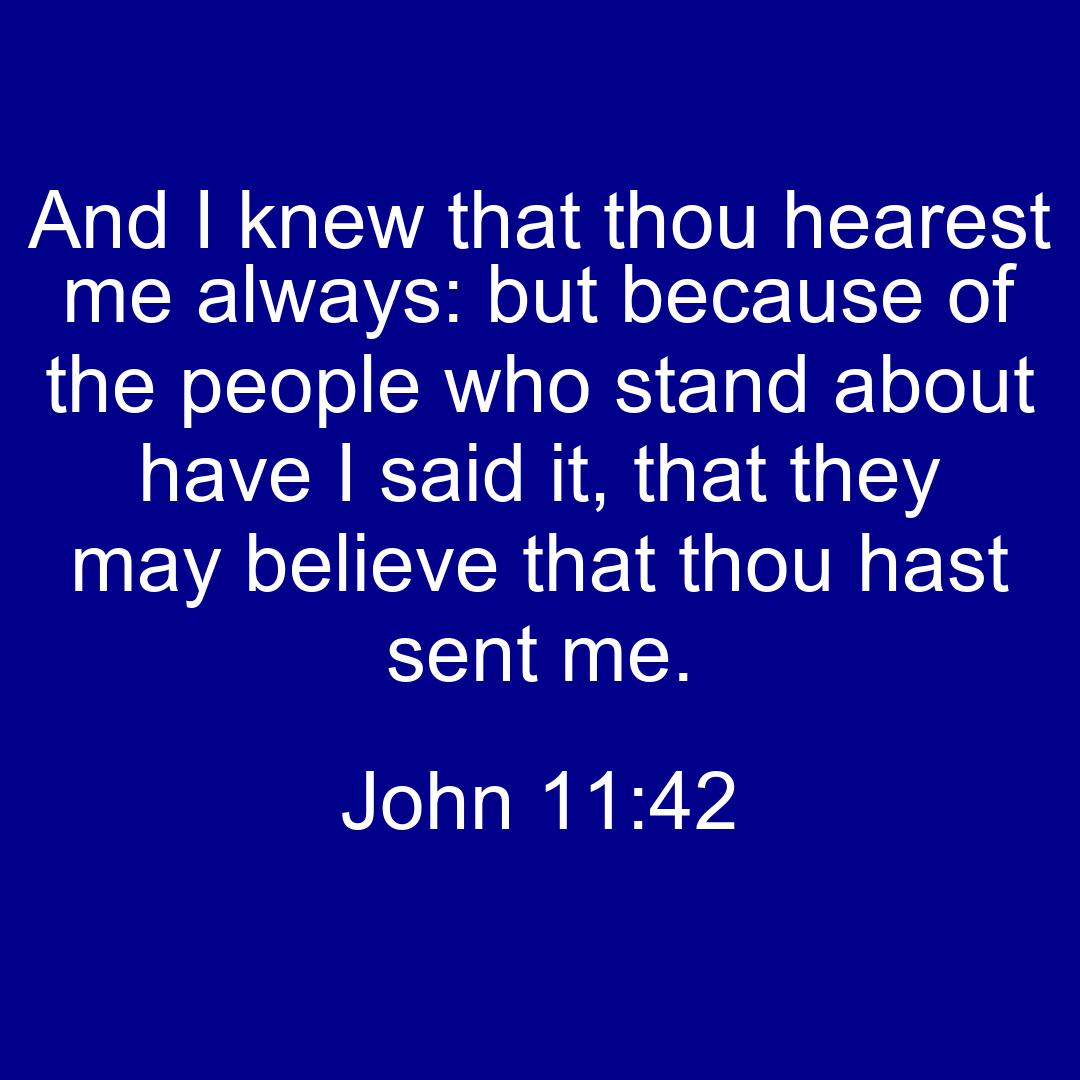 And I knew that thou hearest
me always: but because of
the people who stand about
have I said it, that they
may believe that thou hast
sent me.
John 11:42